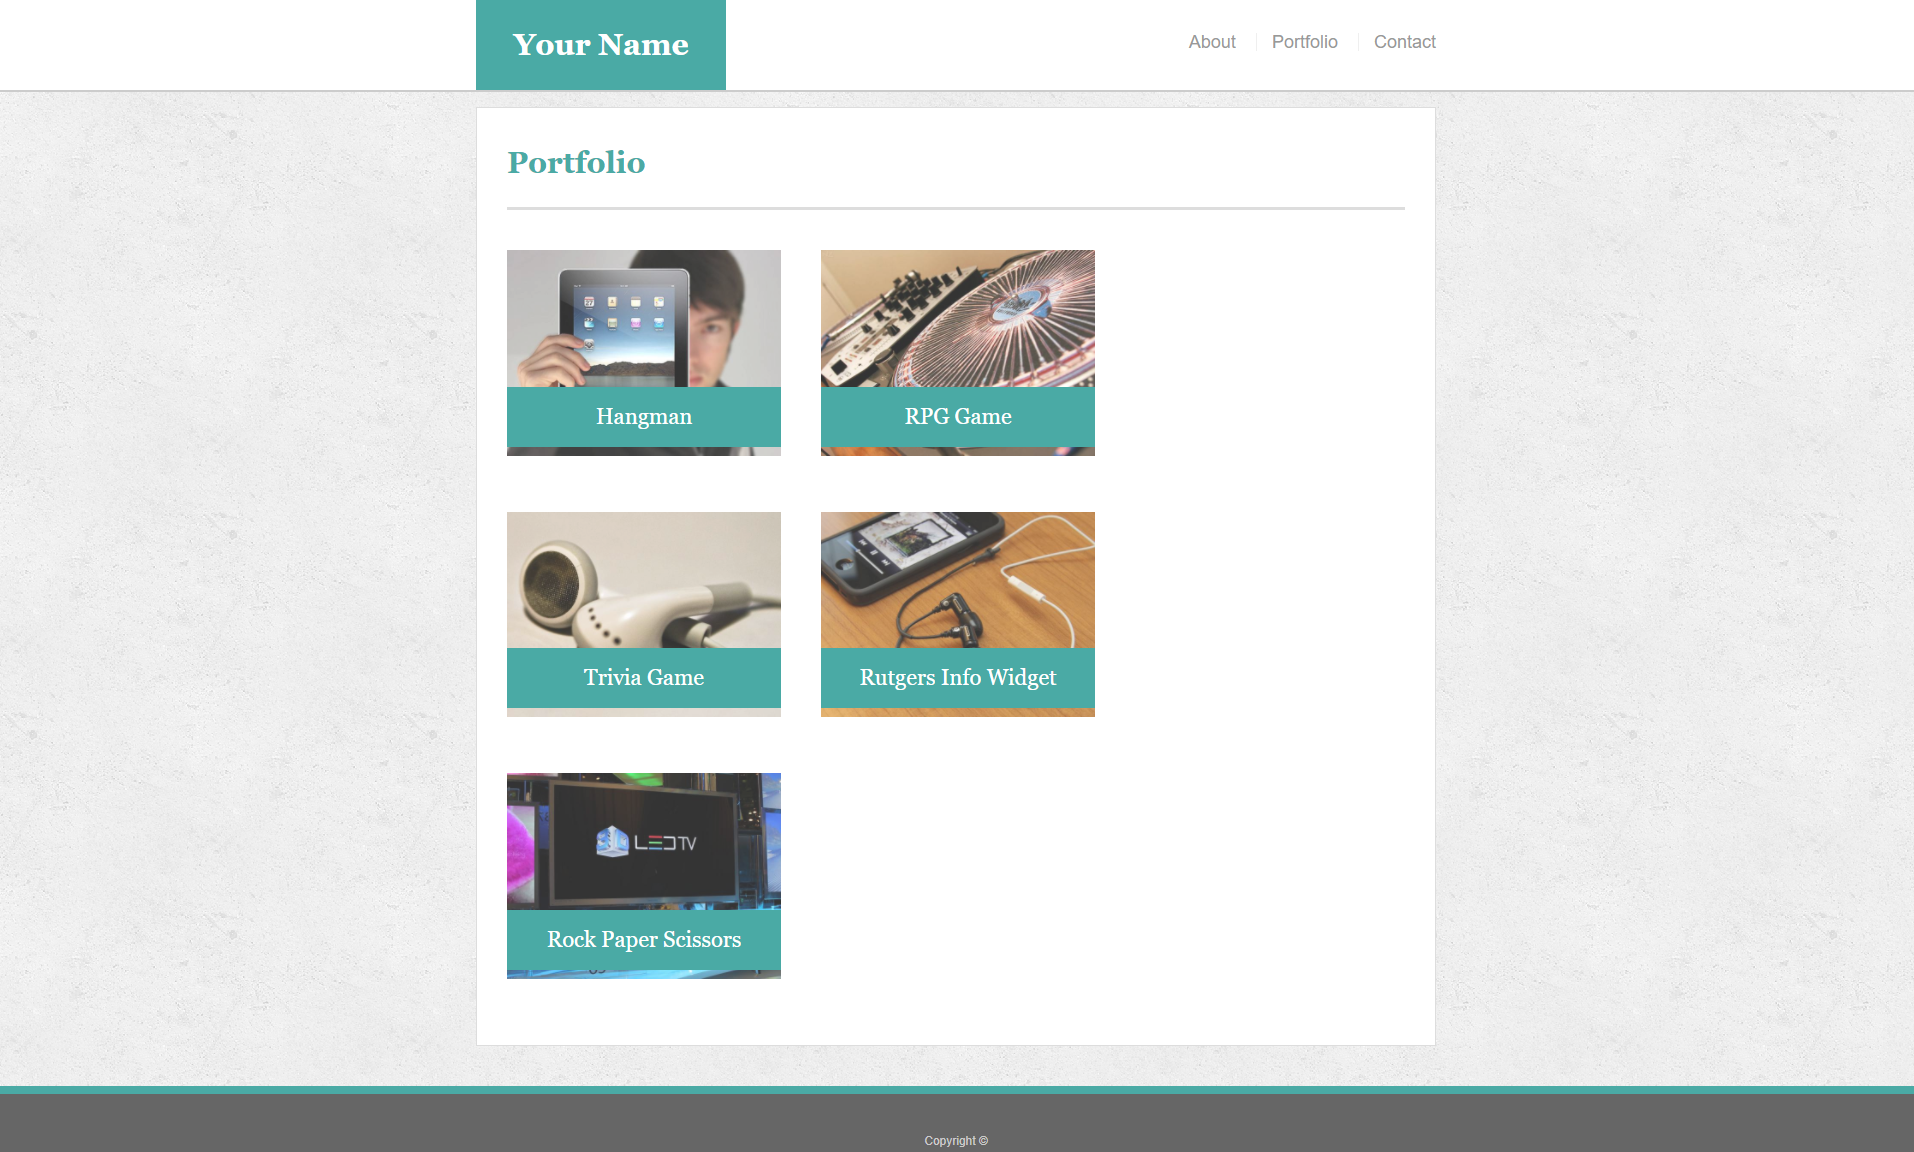 Your Name
About
Portfolio
Contact
Portfolio
Hangman
RPG Game
Trivia Game
Rutgers Info Widget
LEDTV
Rock Paper Scissors
Copyright ©